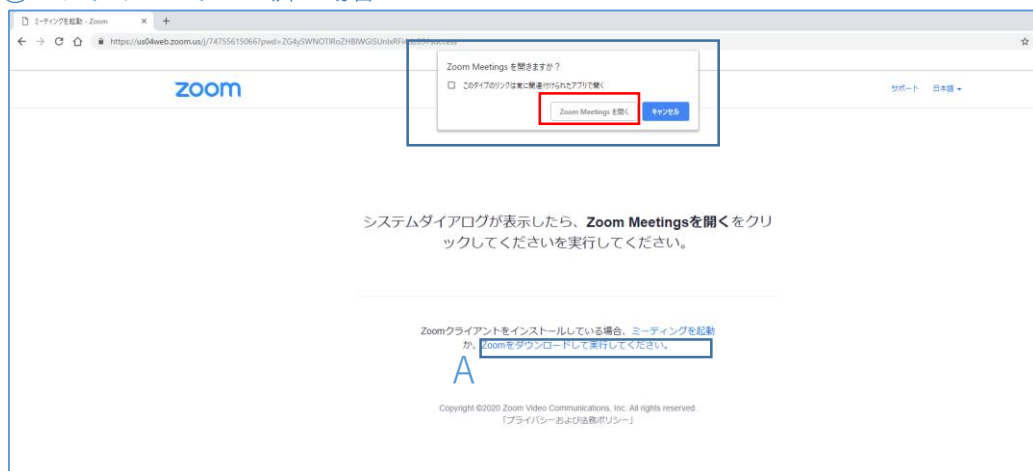 ミーティングを起動 - Zoom
zoom
サポート 日本語
Zoom Meetings を開きますか？
このタイプのリンクは常に関連付けられたアプリで開く
Zoom Meetings を開く キャンセル
システムダイアログが表示したら、Zoom Meetingsを開くをクリ
ックしてくださいを実行してください。
Zoomクライアントをインストールしている場合、ミーティングを起動
か、Zoomをダウンロードして実行してください。
A
Copyright ©2020 Zoom Video Communications, Inc. All rights reserved.
「プライバシーおよび法務ポリシー」